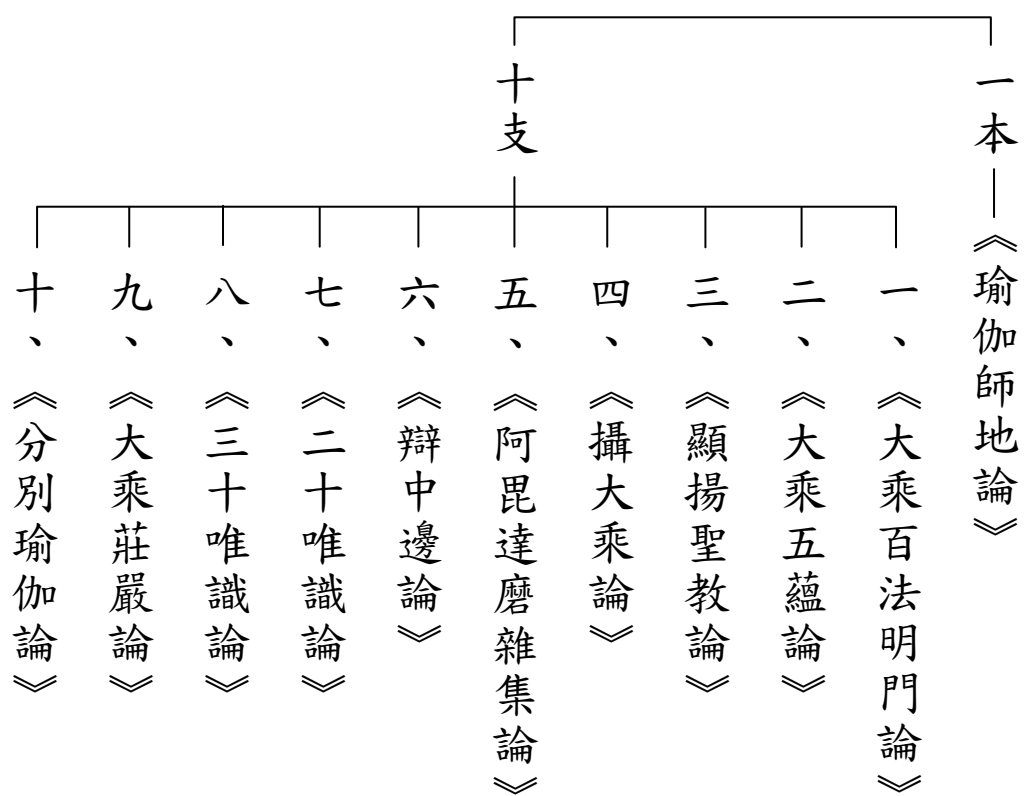 一本—《瑜伽師地論》
十支
一、《大乘百法明門論》
二、《大乘五蘊論》
三、《顯揚聖教論》
四、《攝大乘論》
五、《阿毘達磨雜集論》
六、《辯中邊論》
七、《二十唯識論》
八、《三十唯識論》
九、《大乘莊嚴論》
十、《分別瑜伽論》